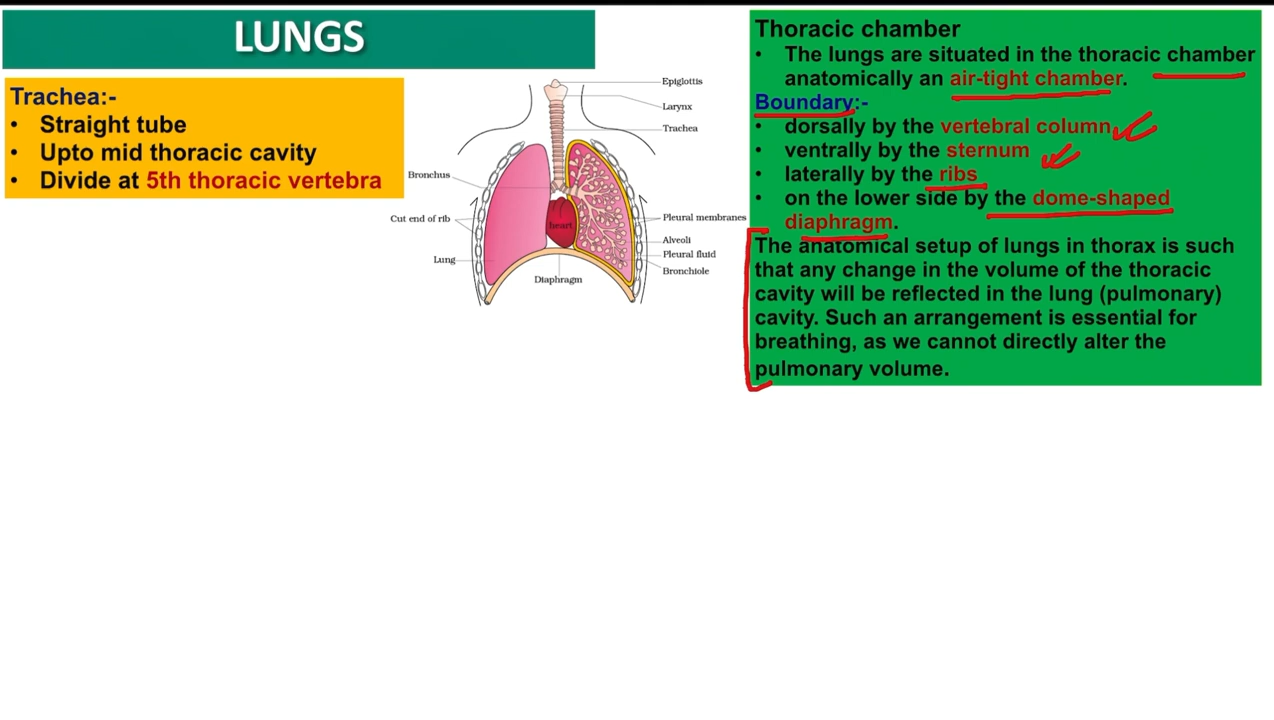 LUNGS
Trachea:-
• Straight tube
• Upto mid thoracic cavity
• Divide at 5th thoracic vertebra
Epiglottis
Larynx
Trachea
Bronchus
Cut end of rib
heart
Pleural membranes
Alveoli
Pleural fluid
Lung
Bronchiole
Diaphragm
Thoracic chamber
• The lungs are situated in the thoracic chamber
anatomically an air-tight chamber.
Boundary:-
• dorsally by the vertebral column
• ventrally by the sternum
• laterally by the ribs
• on the lower side by the dome-shaped
diaphragm.
The anatomical setup of lungs in thorax is such
that any change in the volume of the thoracic
cavity will be reflected in the lung (pulmonary)
cavity. Such an arrangement is essential for
breathing, as we cannot directly alter the
pulmonary volume.